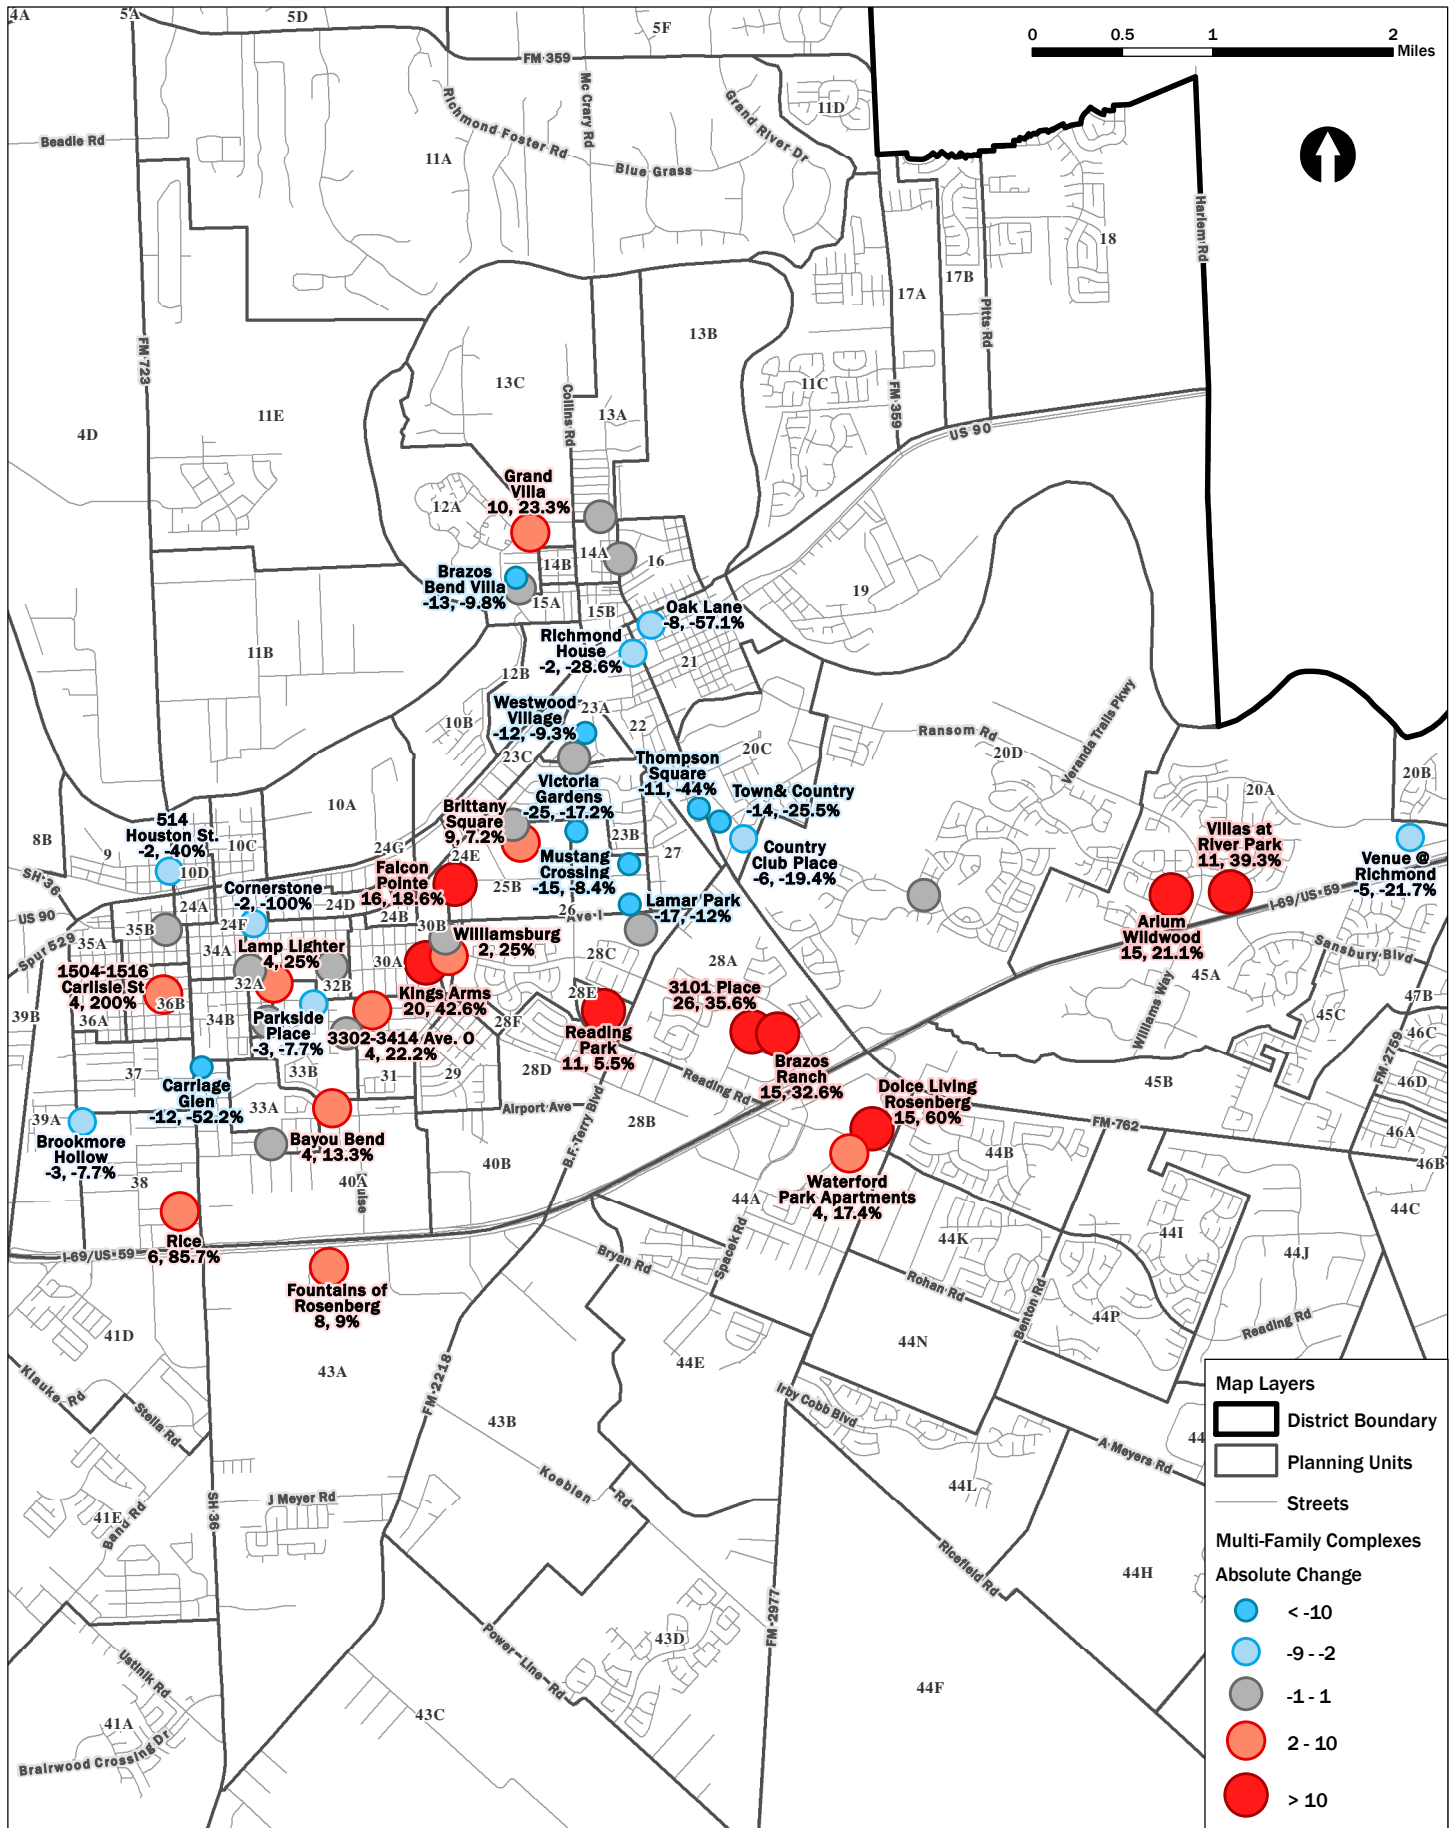 4A
5A
5D
5F
0
0.5
1
2
Miles
FM 359
Mc Crary Rd
Richmond Foster Rd
Grand River Dr
11D
Beadle Rd
11A
Blue Grass
Harlem Rd
18
17B
17A
Pitts Rd
13B
FM 723
13C
11C
11E
Collins Rd
13A
FM 359
4D
US 90
Grand
Villa
10, 23.3%
12A
14A
16
14B
Brazos
Bend Villa
-13, -9.8%
15A
15B
19
Oak Lane
-8, -57.1%
Richmond
House
-2, -28.6%
21
11B
12B
Westwood
Village
-12, -9.3%
23A
10B
22
Veranda Trails Pkwy
Ransom Rd
20D
20C
23C
Thompson
Square
-11, -44%
20B
20A
Victoria
Gardens
-25, -17.2%
Town& Country
-14, -25.5%
10A
Brittany
Square
9, 7.2%
514
Houston St.
-2, -40%
8B
10C
9
24G
24E
23B
27
Villas at
River Park
11, 39.3%
Country
Club Place
-6, -19.4%
Venue @
Richmond
-5, -21.7%
Mustang
Crossing
-15, -8.4%
Falcon
Pointe
16, 18.6%
SH 36
10D
25B
Cornerstone
-2, -100%
I-69/US-59
Lamar Park
-17, -12%
24A
24D
24B
26
Ave I
US 90
24F
Arium
Wildwood
15, 21.1%
35B
30B
Williamsburg
2, 25%
35A
Spur 529
34A
Lamp Lighter
4, 25%
28C
Sansbury Blvd
28A
30A
1504-1516
Carlisle St
4, 200%
45A
32A
32B
3101 Place
26, 35.6%
28E
Kings Arms
20, 42.6%
47B
36B
39B
36A
34B
Parkside
Place
-3, -7.7%
28F
45C
Williams Way
46C
Reading
Park
11, 5.5%
3302-3414 Ave. O
4, 22.2%
FM-2759
Brazos
Ranch
15, 32.6%
37
33B
31
29
28D
Reading Rd
45B
46D
Carriage
Glen
-12, -52.2%
Dolce Living
Rosenberg
15, 60%
33A
Airport Ave
39A
28B
FM-762
B.F. Terry Blvd
46A
Brookmore
Hollow
-3, -7.7%
Bayou Bend
4, 13.3%
44B
40B
46B
38
40A
Waterford
Park Apartments
4, 17.4%
44A
44C
Rice
6, 85.7%
44I
44K
44J
I-69/US-59
Spacek Rd
Bryan Rd
Rohan Rd
Fountains of
Rosenberg
8, 9%
Benton Rd
44P
Reading Rd
41D
44N
44E
43A
FM-2218
Klauke Rd
Irby Cobb Blvd
Stella Rd
43B
A Meyers Rd
44
Koeblen
Rd
44L
J Meyer Rd
SH 36
41E
Band Rd
Ricefield Rd
44H
FM-2977
Power-Line-Rd
43D
Ustinik Rd
44F
43C
41A
Brairwood Crossing Dr
Map Layers
District Boundary
Planning Units
Streets
Multi-Family Complexes
Absolute Change
< -10
-9 - -2
-1 - 1
2 - 10
> 10